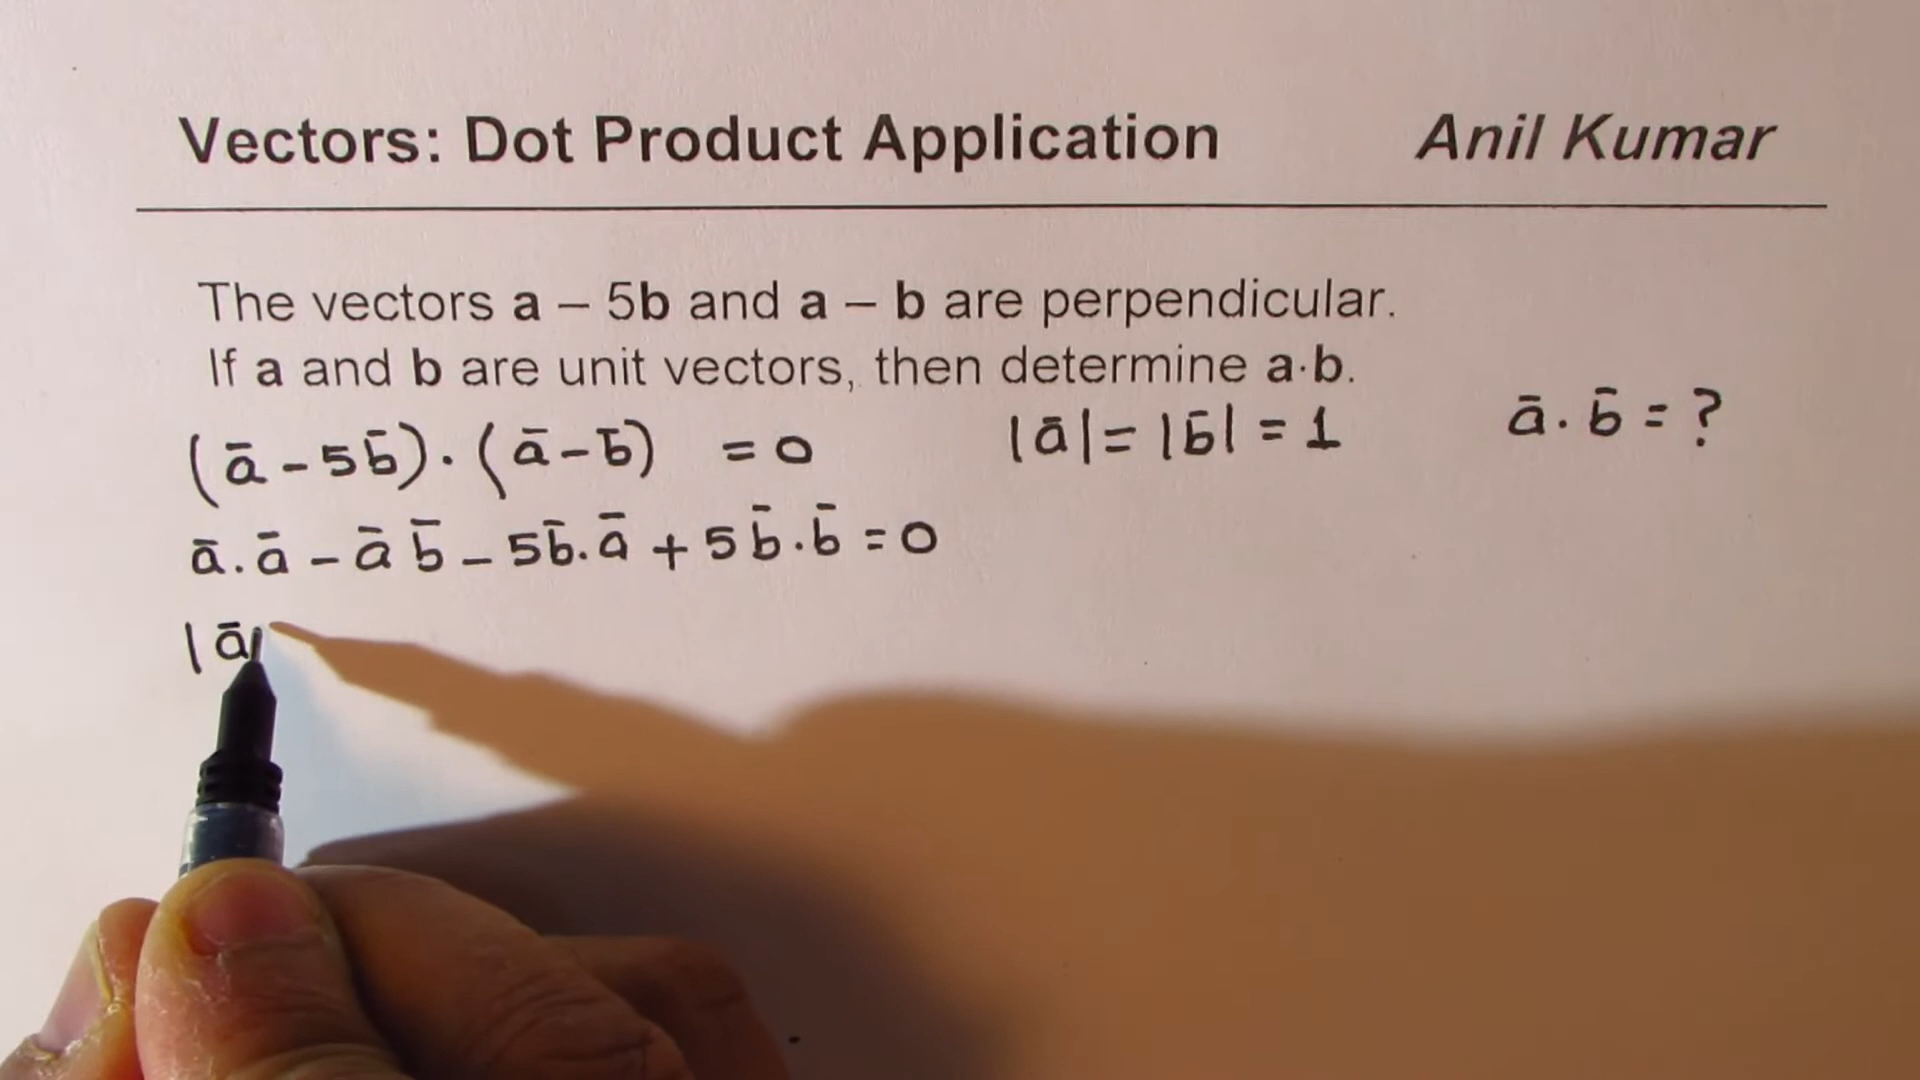 Vectors: Dot Product Application Anil Kumar
The vectors a – 5b and a – b are perpendicular.
If a and b are unit vectors, then determine a·b.
(ā - 5b̄) · (ā - b̄) = 0 |ā| = |b̄| = 1 ā · b̄ = ?
ā . ā - ā b̄ - 5b̄ . ā + 5 b̄ . b̄ = 0
|ā